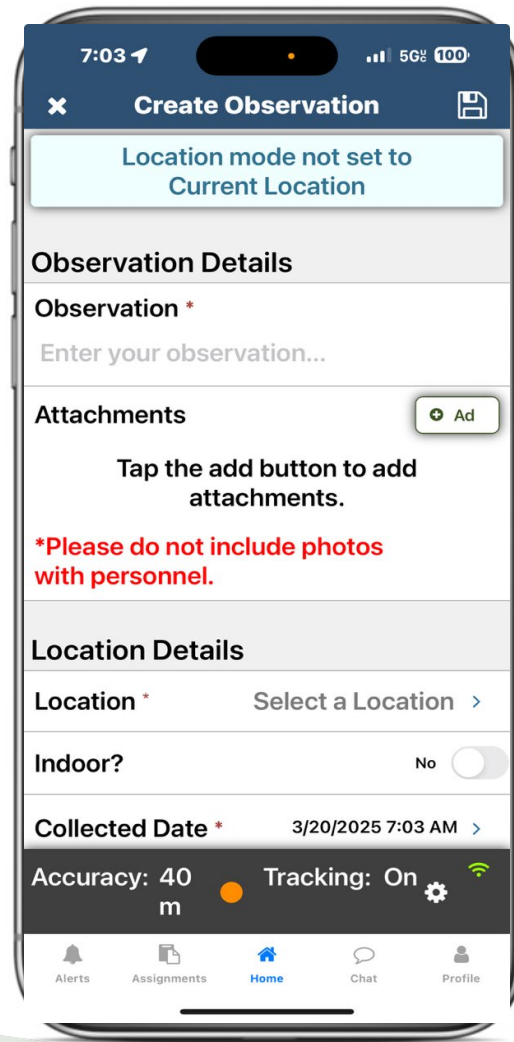 7:03 5G 100
Create Observation
Location mode not set to
Current Location
Observation Details
Observation *
Enter your observation...
Attachments
Ad
Tap the add button to add
attachments.
*Please do not include photos
with personnel.
Location Details
Location * Select a Location
Indoor? No
Collected Date * 3/20/2025 7:03 AM
Accuracy: 40 Tracking: On
m
Alerts Assignments Home Chat Profile